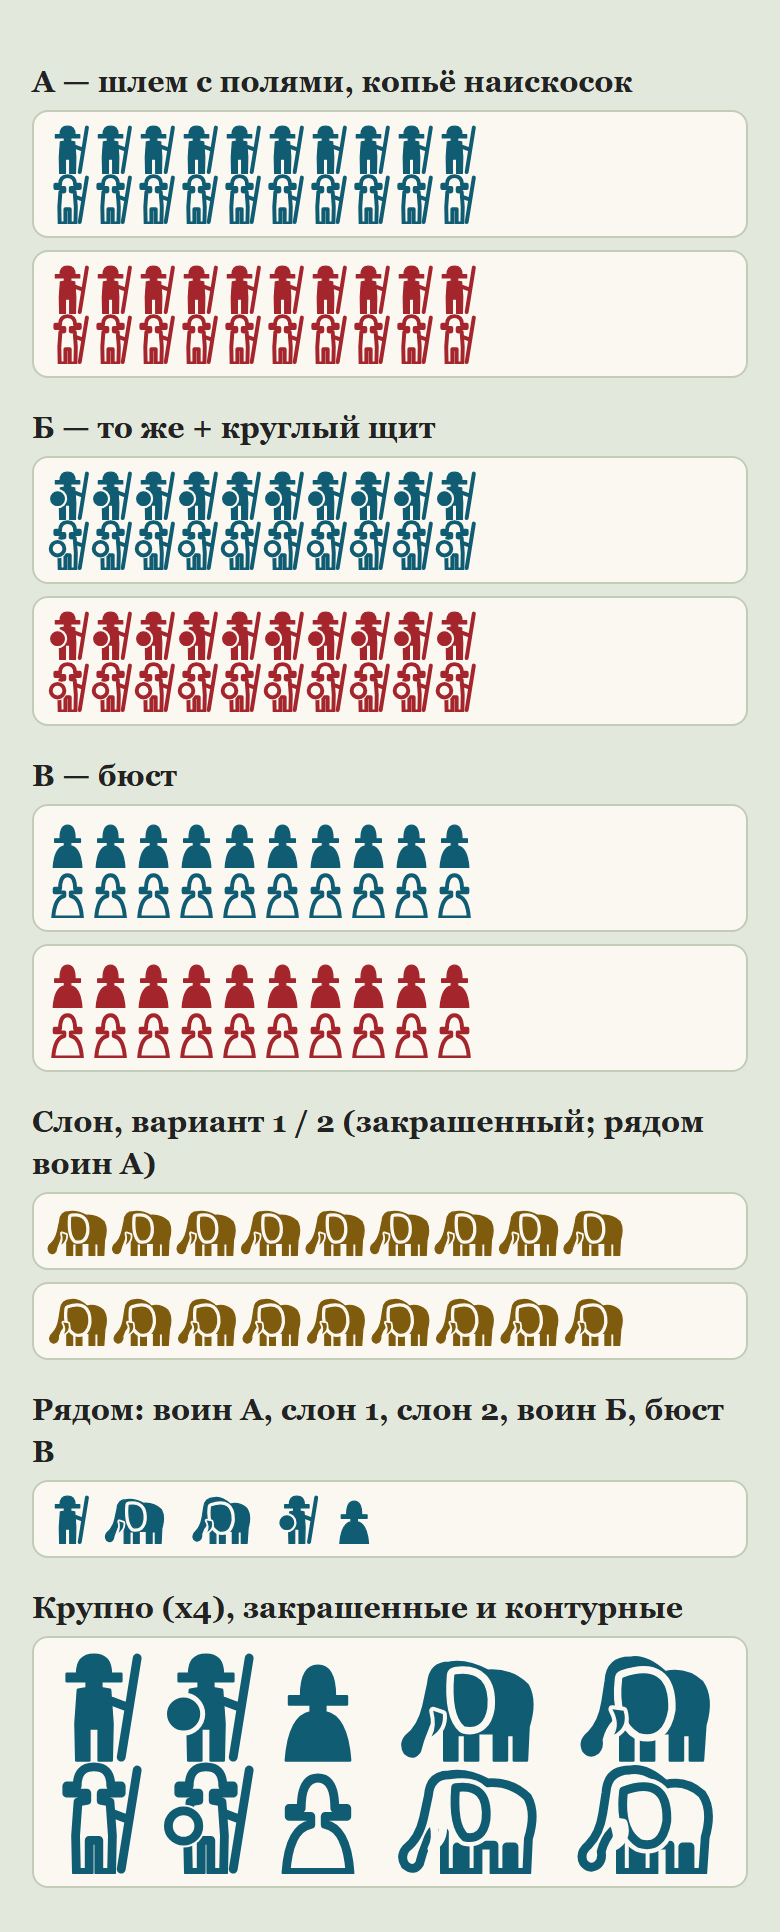 А — шлем с полями, копьё наискосок
Б — то же + круглый щит
В — бюст
Слон, вариант 1 / 2 (закрашенный; рядом
воин А)
Рядом: воин А, слон 1, слон 2, воин Б, бюст
В
Крупно (x4), закрашенные и контурные